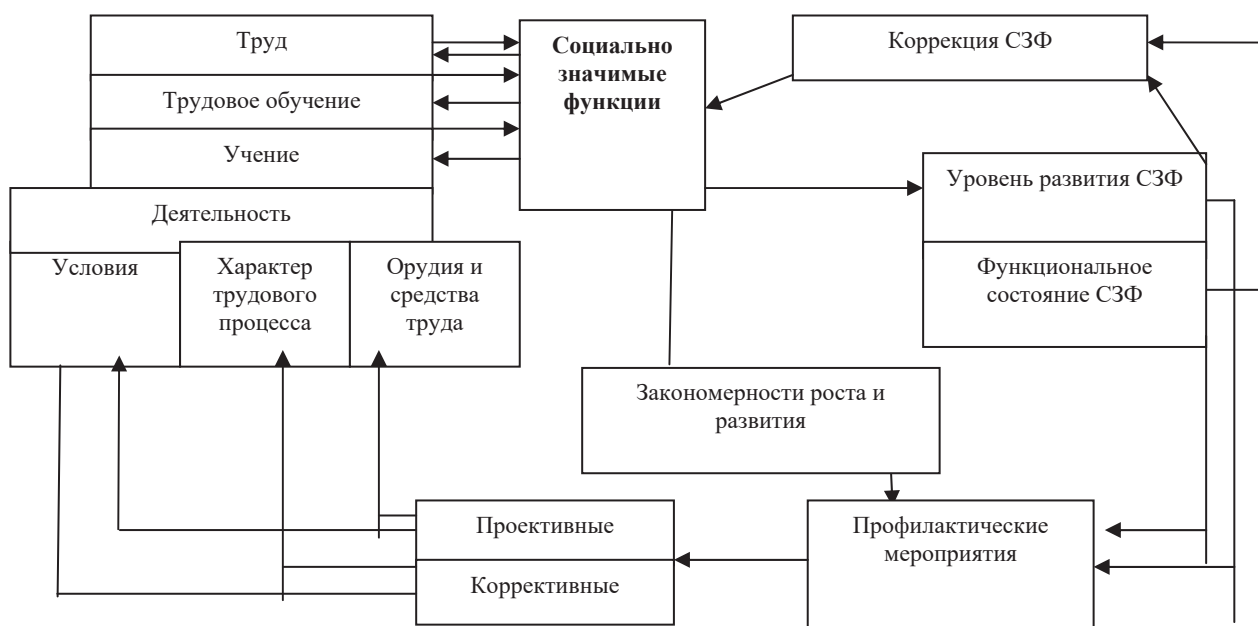 Труд
Трудовое обучение
Учение
Деятельность
Условия
Характер
трудового
процесса
Орудия и
средства
труда
Социально
значимые
функции
Коррекция СЗФ
Уровень развития СЗФ
Функциональное
состояние СЗФ
Закономерности роста и
развития
Проективные
Коррективные
Профилактические
мероприятия